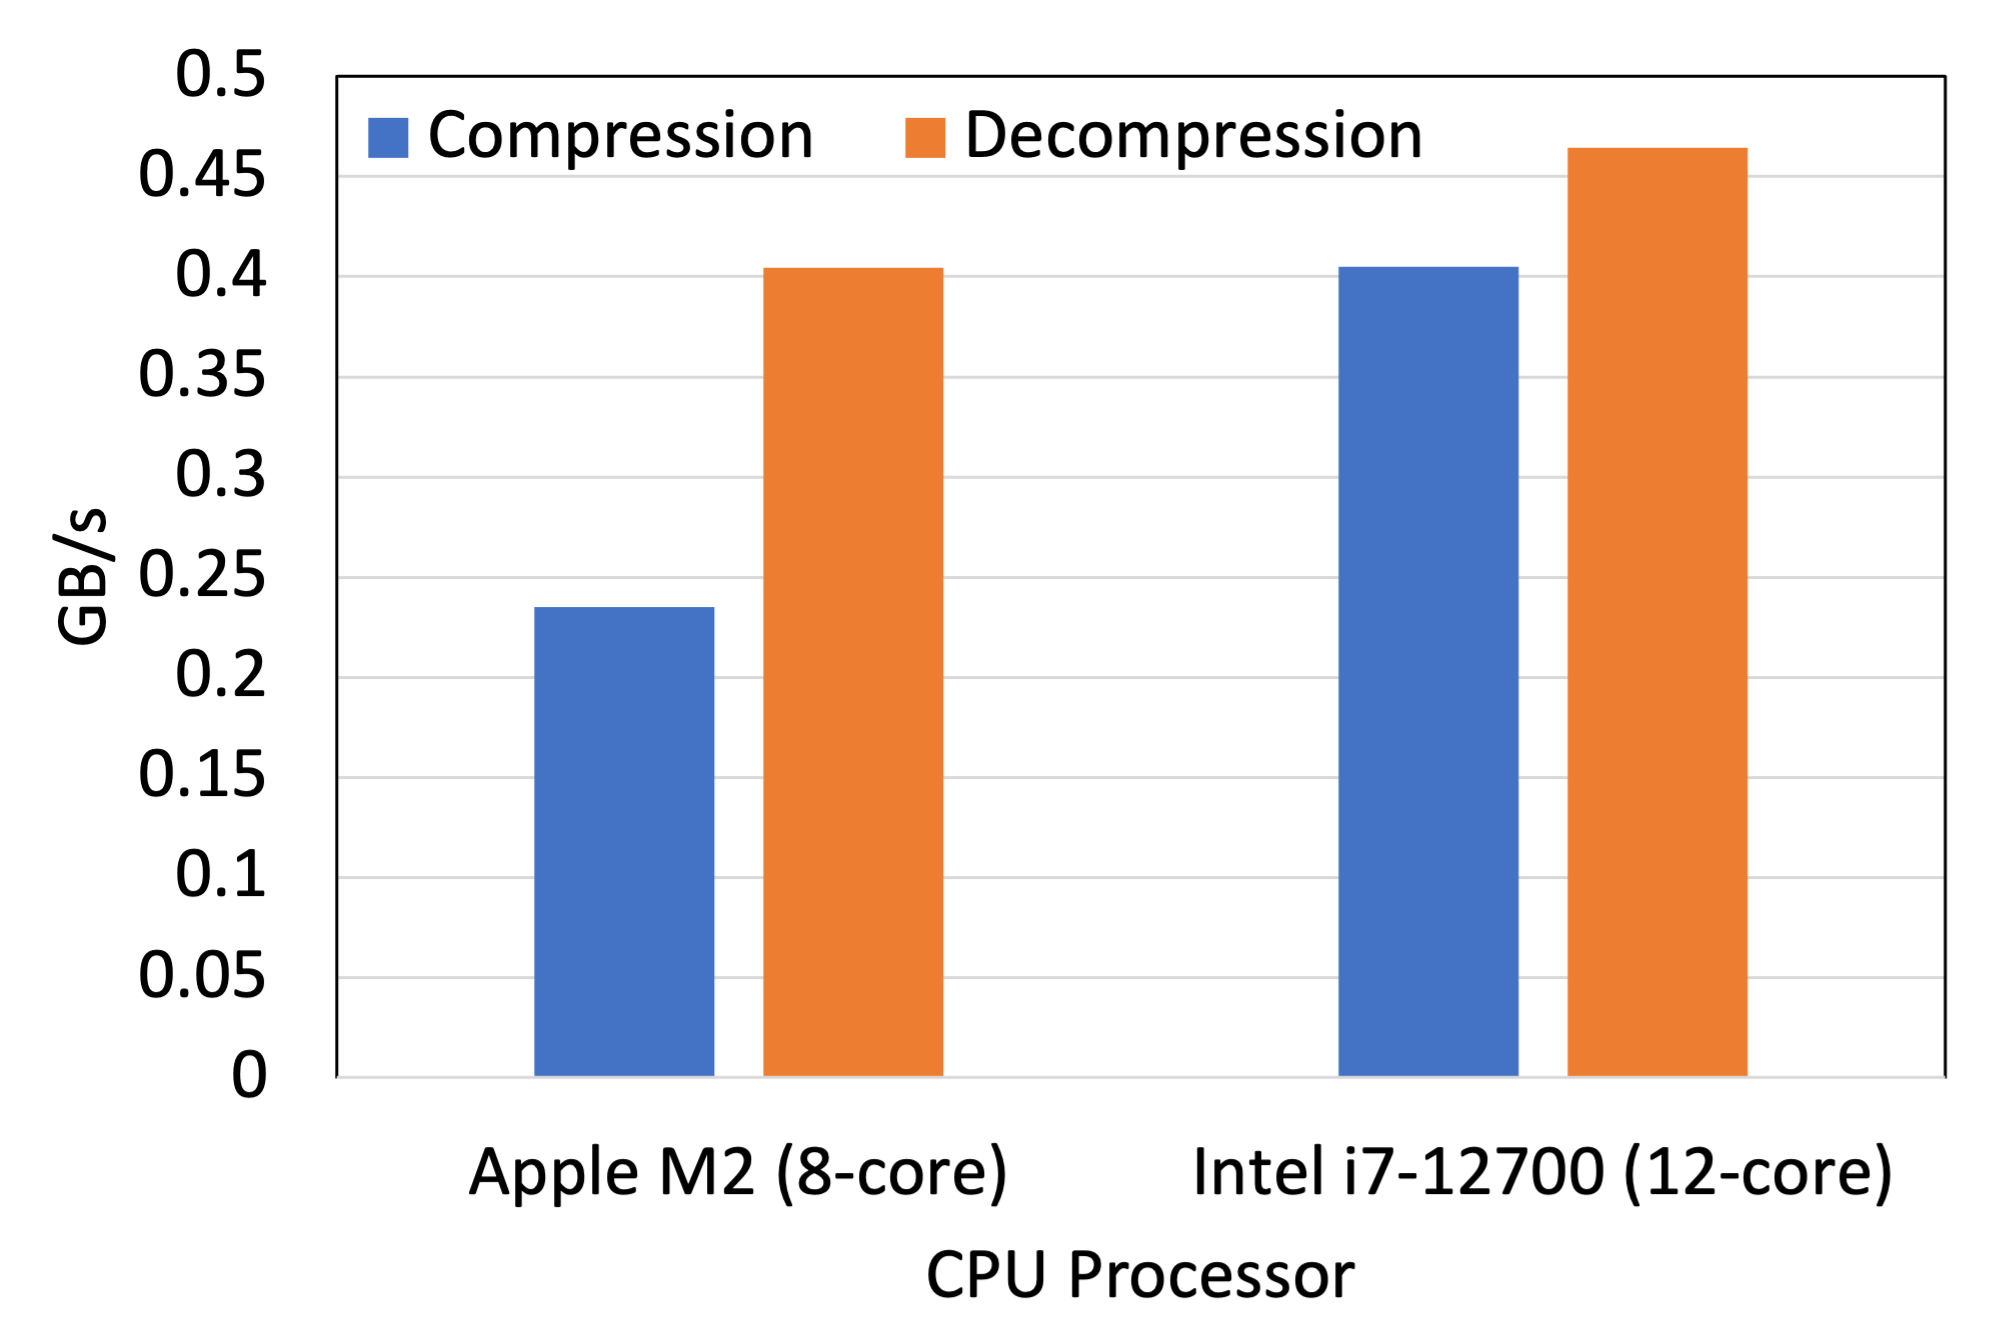 0.5
0.45
0.4
0.35
0.3
0.25
0.2
0.15
0.1
0.05
0
GB/s
Compression
Decompression
Apple M2 (8-core)
Intel i7-12700 (12-core)
CPU Processor